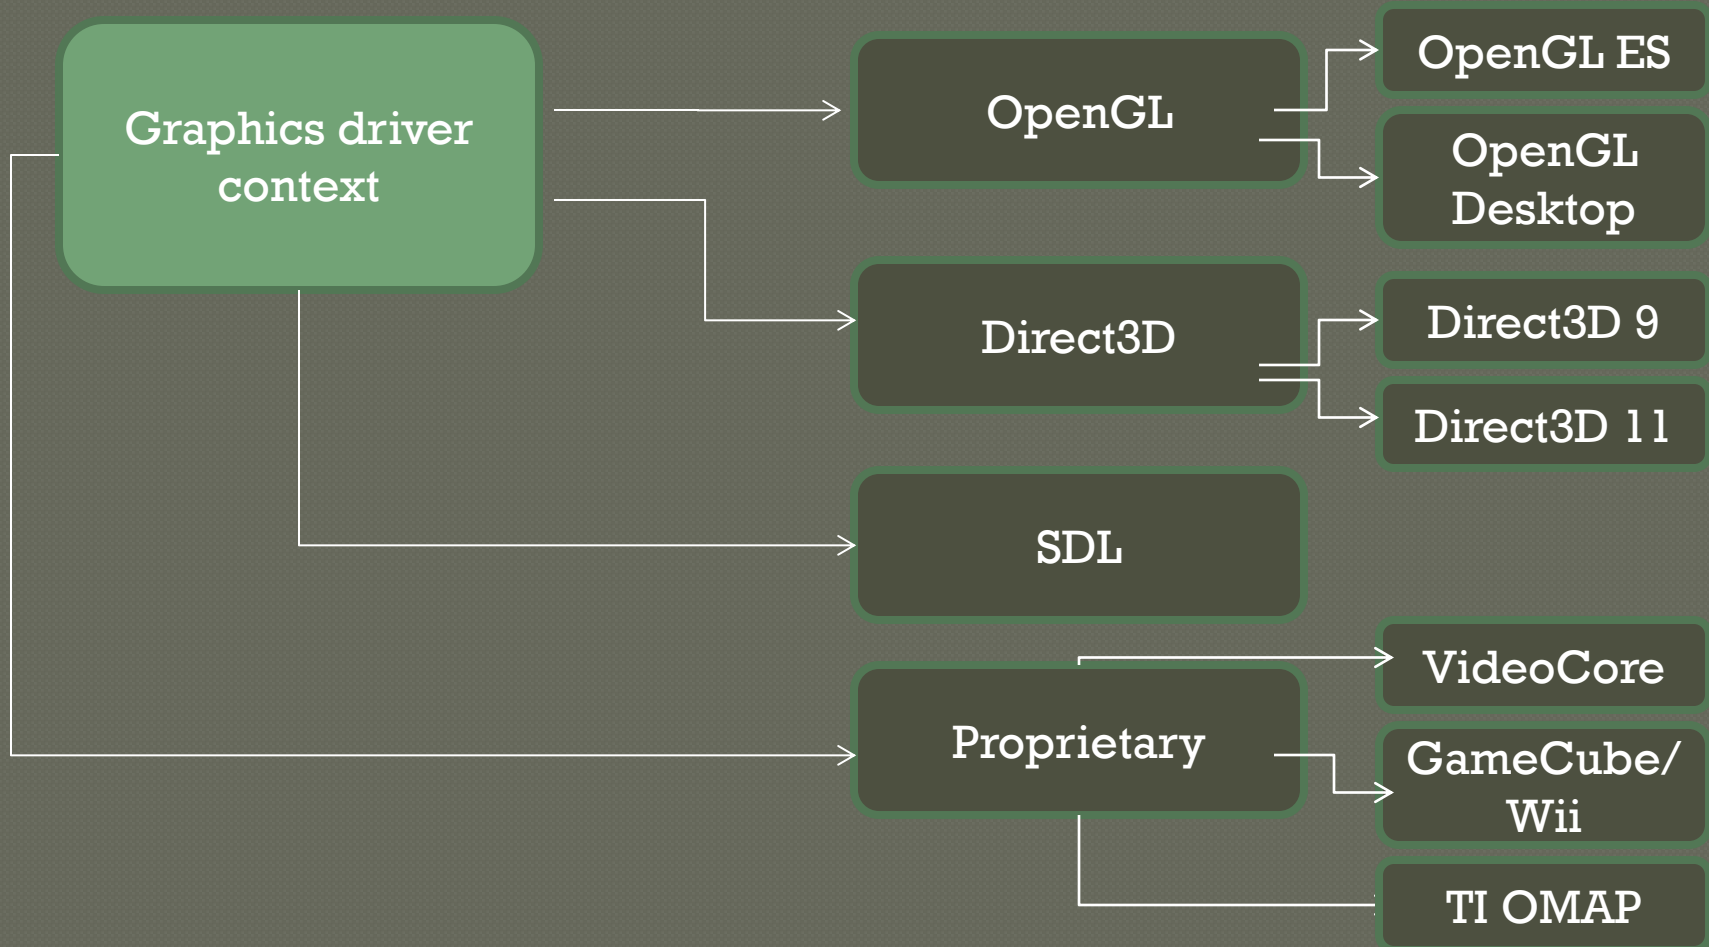 Graphics driver
context
OpenGL
OpenGL ES
OpenGL
Desktop
Direct3D
Direct3D 9
Direct3D 11
SDL
Proprietary
VideoCore
GameCube/
Wii
TI OMAP